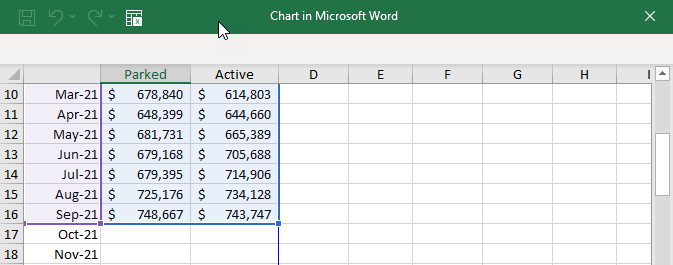 Chart in Microsoft Word
Parked Active D E F G H I
10 Mar-21 $ 678,840 $ 614,803
11 Apr-21 $ 648,399 $ 644,660
12 May-21 $ 681,731 $ 665,389
13 Jun-21 $ 679,168 $ 705,688
14 Jul-21 $ 679,395 $ 714,906
15 Aug-21 $ 725,176 $ 734,128
16 Sep-21 $ 748,667 $ 743,747
17 Oct-21
18 Nov-21